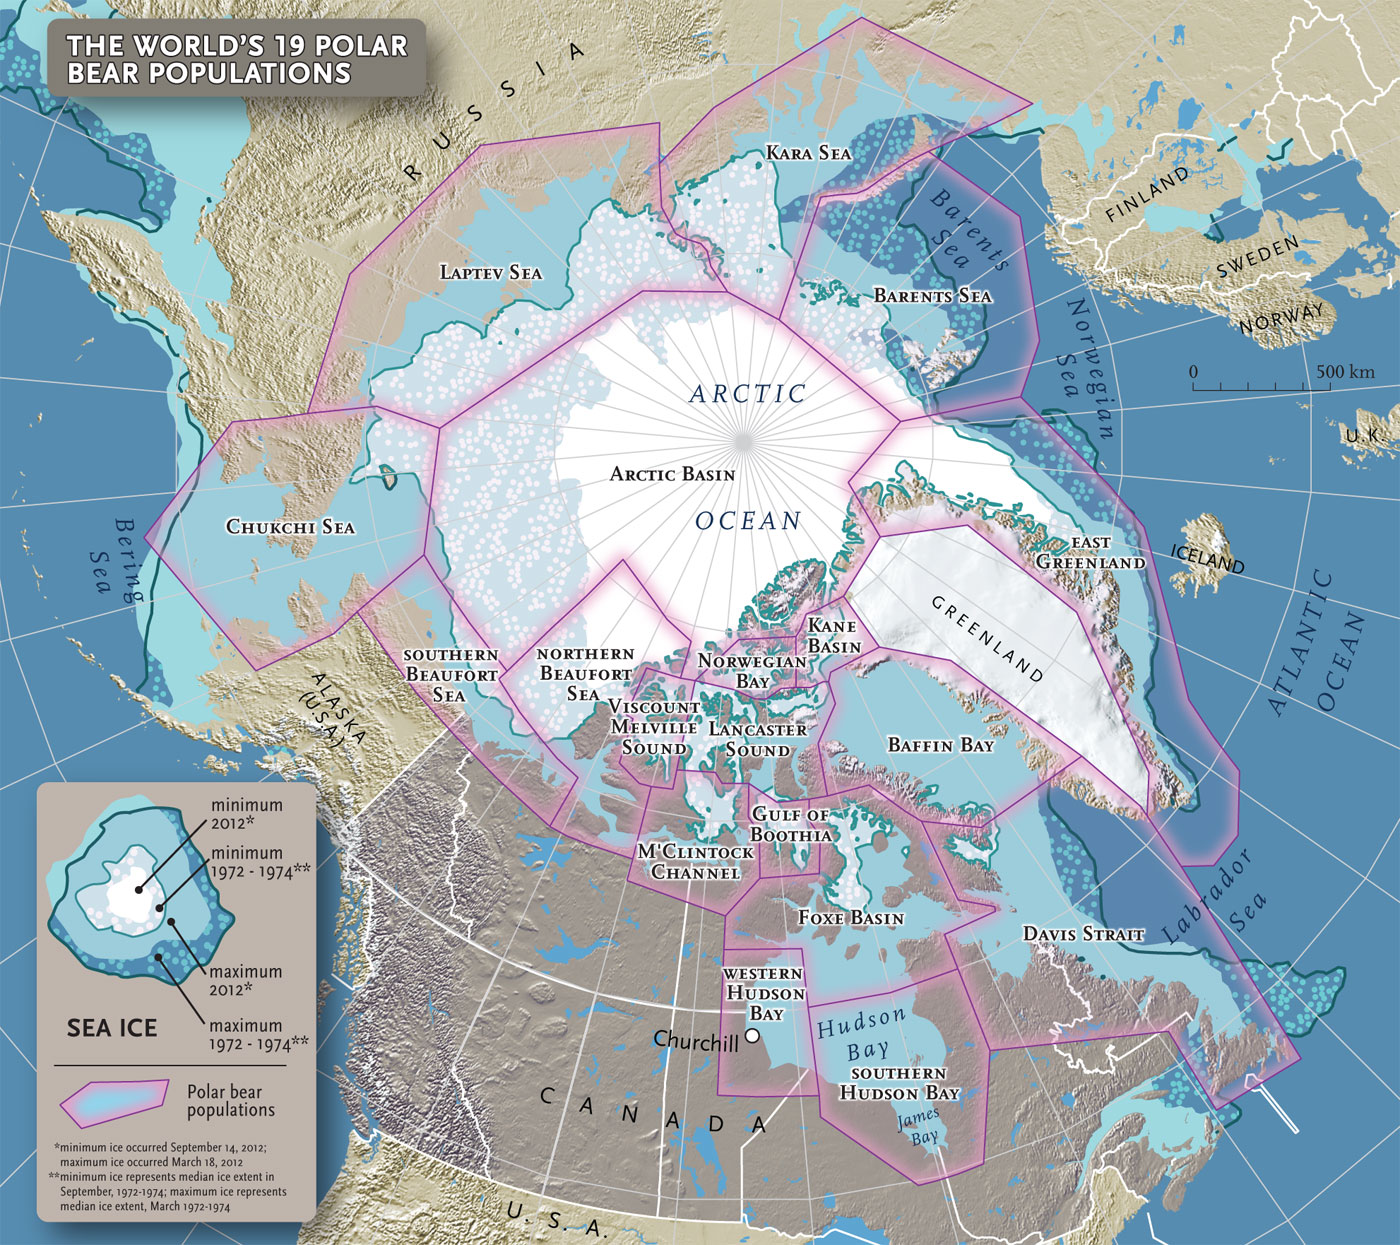 THE WORLD'S 19 POLAR
BEAR POPULATIONS
RUSSIA
KARA SEA
FINLAND
SWEDEN
NORWAY
Barents
Sea
LAPTEV SEA
BARENTS SEA
Norwegian
Sea
0 500 km
U.K.
ARCTIC
ARCTIC BASIN
OCEAN
CHUKCHI SEA
Bering
Sea
EAST
GREENLAND
ICELAND
GREENLAND
ATLANTIC
OCEAN
KANE
BASIN
NORWEGIAN
BAY
SOUTHERN
BEAUFORT
SEA
NORTHERN
BEAUFORT
SEA
ALASKA
(USA)
VISCOUNT
MELVILLE
SOUND
LANCASTER
SOUND
BAFFIN BAY
GULF OF
BOOTHIA
M'CLINTOCK
CHANNEL
FOXE BASIN
DAVIS STRAIT
Labrador
Sea
WESTERN
HUDSON
BAY
Churchill
Hudson
Bay
SOUTHERN
HUDSON BAY
James
Bay
CANADA
U.S.A.
minimum
2012*
minimum
1972 - 1974**
maximum
2012*
maximum
1972 - 1974**
SEA ICE
Polar bear
populations
*minimum ice occurred September 14, 2012;
maximum ice occurred March 18, 2012
**minimum ice represents median ice extent in
September, 1972-1974; maximum ice represents
median ice extent, March 1972-1974